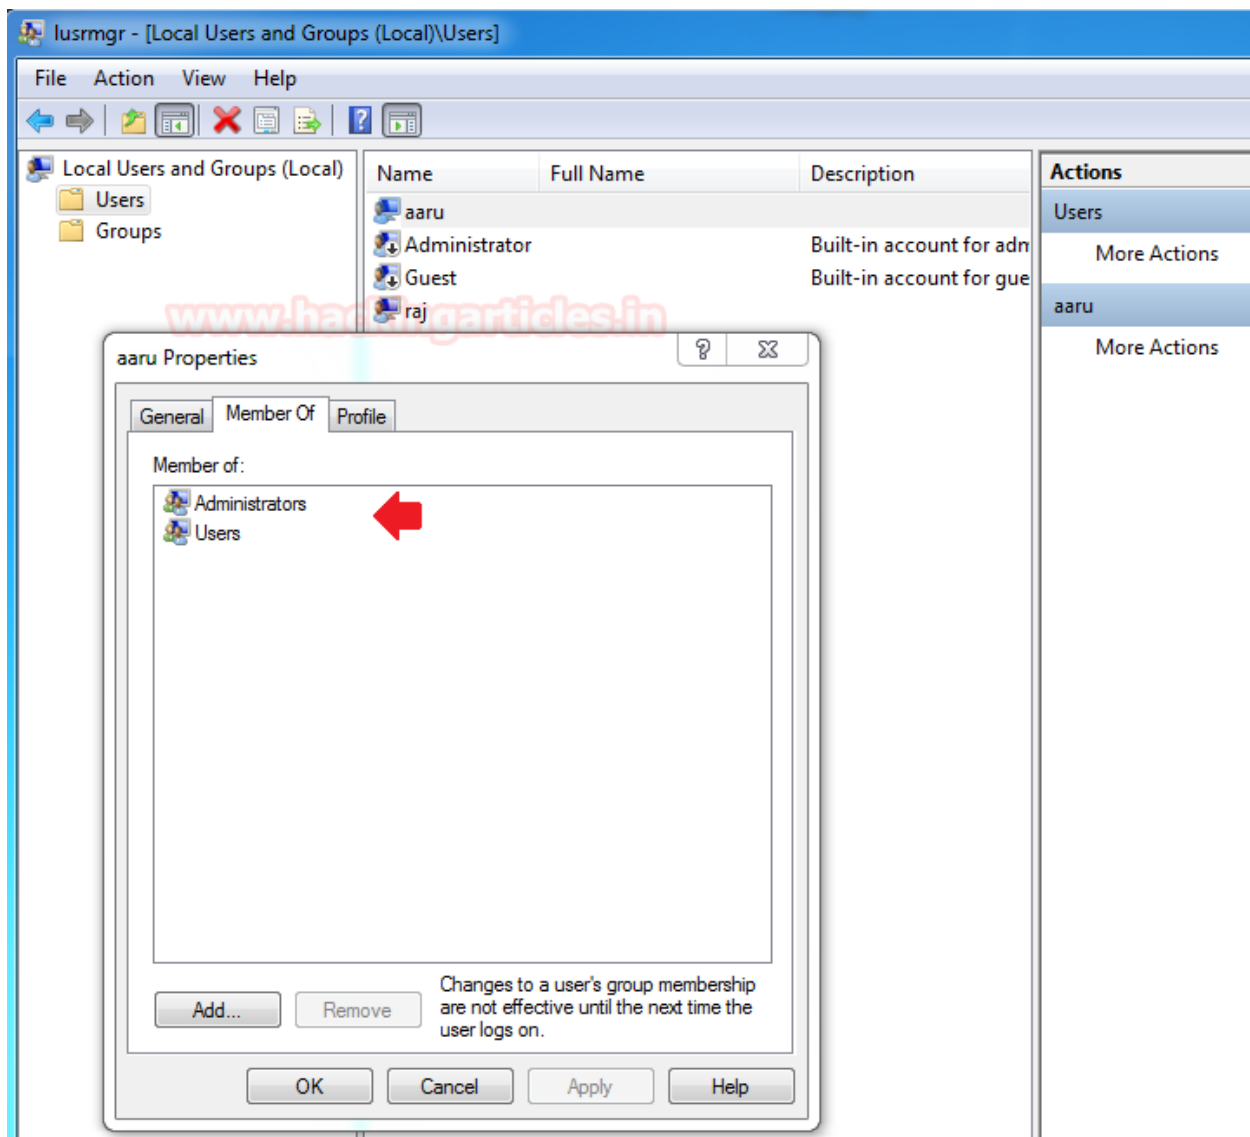 lusrmgr - [Local Users and Groups (Local)\Users]
File Action View Help
Local Users and Groups (Local)
Users
Groups
Name Full Name Description
aaru
Administrator Built-in account for adm
Guest Built-in account for gue
raj
Actions
Users
More Actions
aaru
More Actions
www.hackingarticles.in
aaru Properties
General Member Of Profile
Member of:
Administrators
Users
Add... Remove
Changes to a user's group membership
are not effective until the next time the
user logs on.
OK Cancel Apply Help